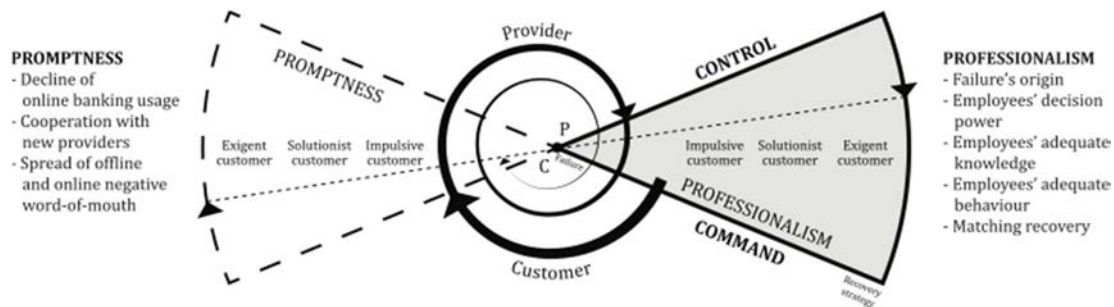 PROMPTNESS
- Decline of
online banking usage
- Cooperation with
new providers
- Spread of offline
and online negative
word-of-mouth
PROMPTNESS
Exigent
customer
Solutionist
customer
Impulsive
customer
Provider
P
C
Failure
Customer
CONTROL
Impulsive
customer
Solutionist
customer
Exigent
customer
PROFESSIONALISM
COMMAND
Recovery
strategy
PROFESSIONALISM
- Failure's origin
- Employees' decision
power
- Employees' adequate
knowledge
- Employees' adequate
behaviour
- Matching recovery